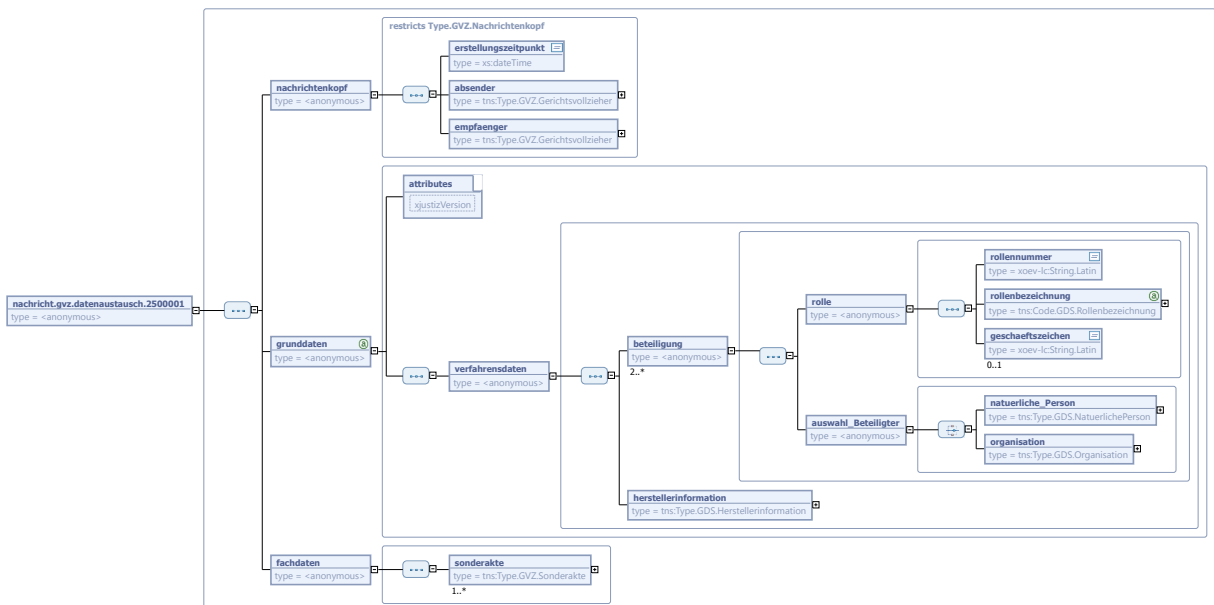 restricts Type.GVZ.Nachrichtenkopf
erstellungszeitpunkt
type = xs:dateTime
nachrichtenkopf
type = <anonymous>
absender
type = tns:Type.GVZ.Gerichtsvollzieher
empfaenger
type = tns:Type.GVZ.Gerichtsvollzieher
attributes
xjustizVersion
nachricht.gvz.datenaustausch.2500001
type = <anonymous>
grunddaten
type = <anonymous>
verfahrensdaten
type = <anonymous>
beteiligung
type = <anonymous>
2..*
rolle
type = <anonymous>
rollennummer
type = xoev-lc:String.Latin
rollenbezeichnung
type = tns:Code.GDS.Rollenbezeichnung
geschaeftszeichen
type = xoev-lc:String.Latin
0..1
auswahl_Beteiligter
type = <anonymous>
natuerliche_Person
type = tns:Type.GDS.NatuerlichePerson
organisation
type = tns:Type.GDS.Organisation
herstellerinformation
type = tns:Type.GDS.Herstellerinformation
fachdaten
type = <anonymous>
sonderakte
type = tns:Type.GVZ.Sonderakte
1..*